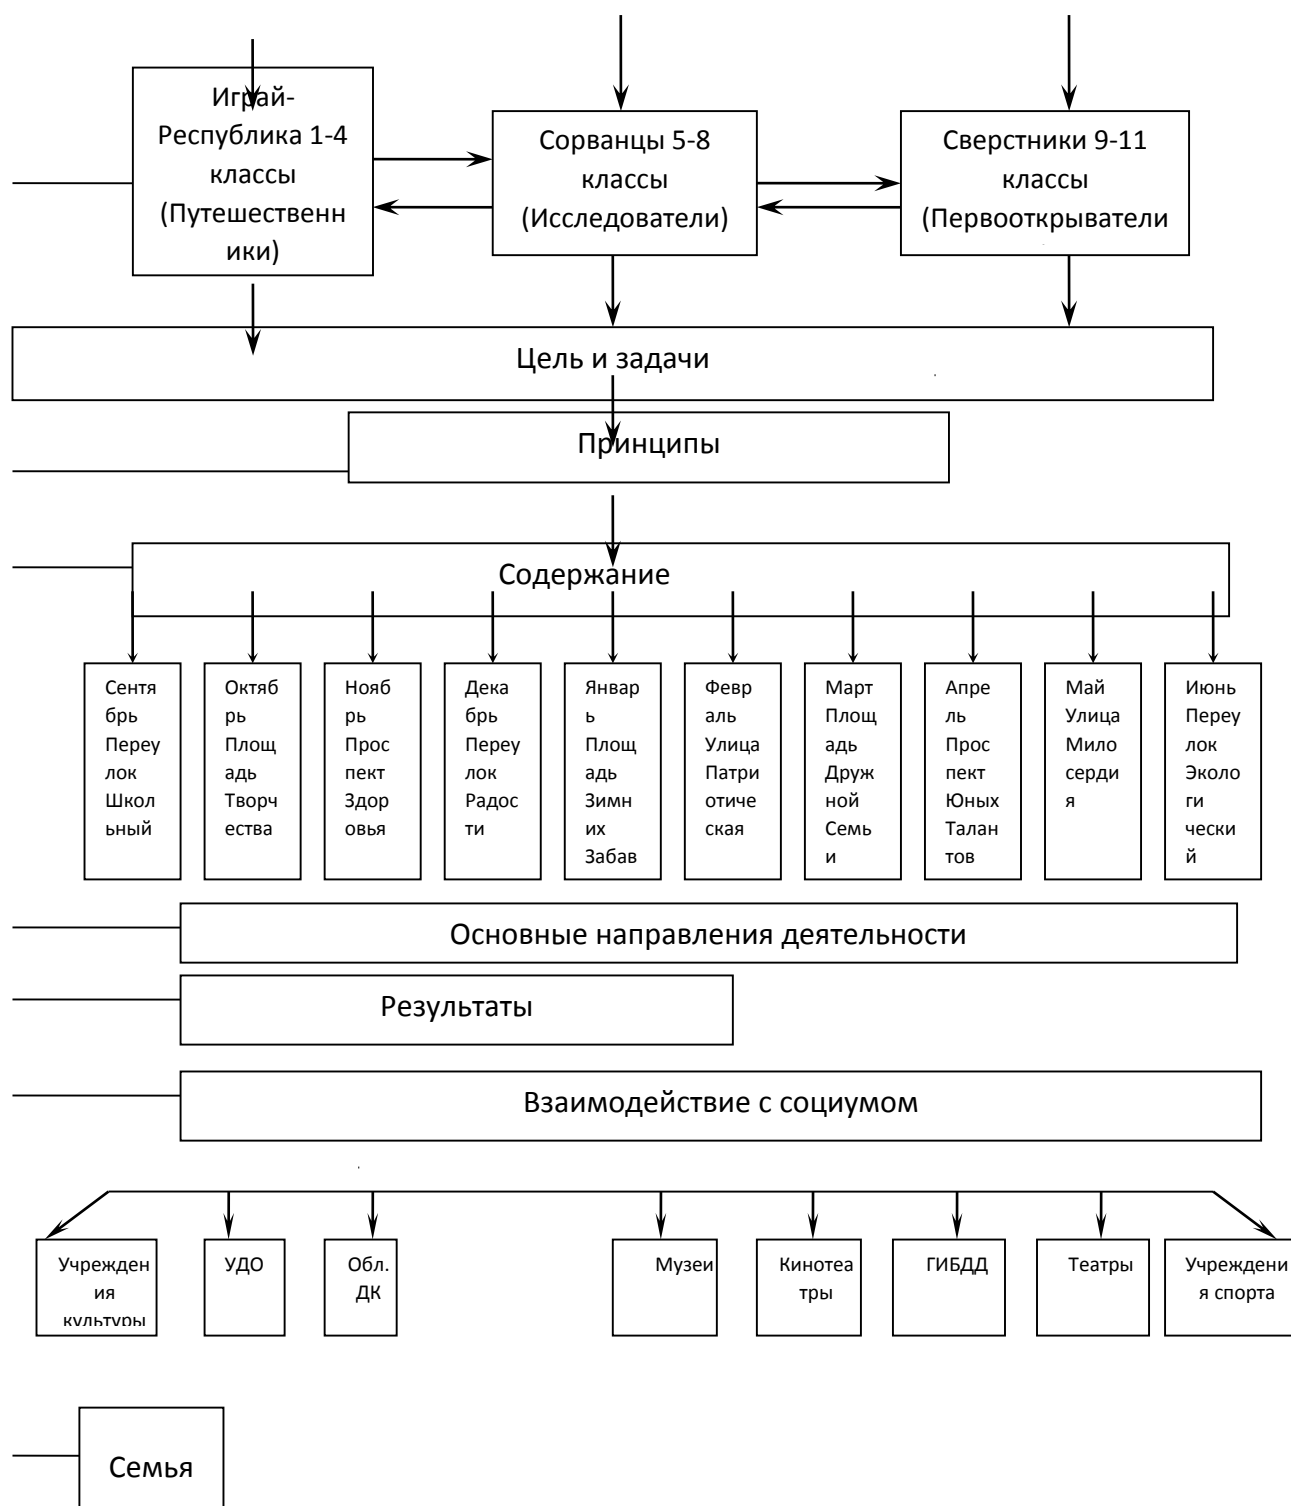 Играй-
Республика 1-4
классы
(Путешественн
ики)
Сорванцы 5-8
классы
(Исследователи)
Сверстники 9-11
классы
(Первооткрыватели
Цель и задачи
Принципы
Содержание
Сентя
брь
Переу
лок
Школ
ьный
Октяб
рь
Площ
адь
Творч
ества
Нояб
рь
Прос
пект
Здор
овья
Дека
брь
Переу
лок
Радос
ти
Январ
ь
Площ
адь
Зимн
их
Забав
Февр
аль
Улица
Патри
отиче
ская
Март
Площ
адь
Друж
ной
Семь
и
Апре
ль
Прос
пект
Юных
Талан
тов
Май
Улица
Мило
серди
я
Июнь
Переу
лок
Эколо
ги
чески
й
Основные направления деятельности
Результаты
Взаимодействие с социумом
Учрежден
ия
культуры
УДО
Обл.
ДК
Музеи
Кинотеа
тры
ГИБДД
Театры
Учреждени
я спорта
Семья